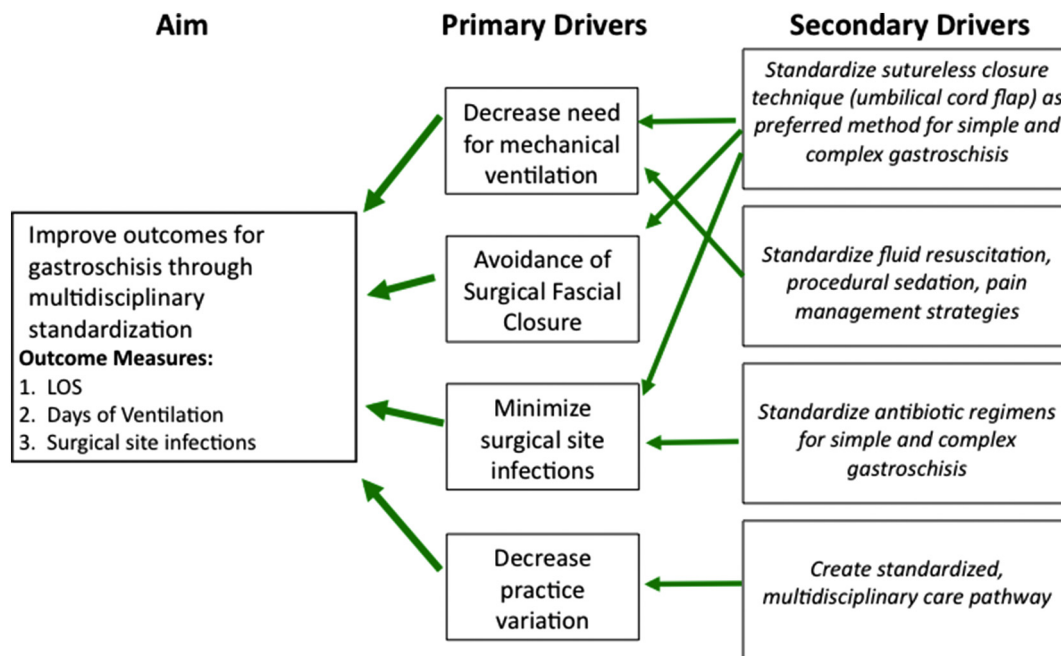 Aim
Primary Drivers
Secondary Drivers
Improve outcomes for
gastroschisis through
multidisciplinary
standardization
Outcome Measures:
1. LOS
2. Days of Ventilation
3. Surgical site infections
Decrease need
for mechanical
ventilation
Avoidance of
Surgical Fascial
Closure
Minimize
surgical site
infections
Decrease
practice
variation
Standardize sutureless closure
technique (umbilical cord flap) as
preferred method for simple and
complex gastroschisis
Standardize fluid resuscitation,
procedural sedation, pain
management strategies
Standardize antibiotic regimens
for simple and complex
gastroschisis
Create standardized,
multidisciplinary care pathway